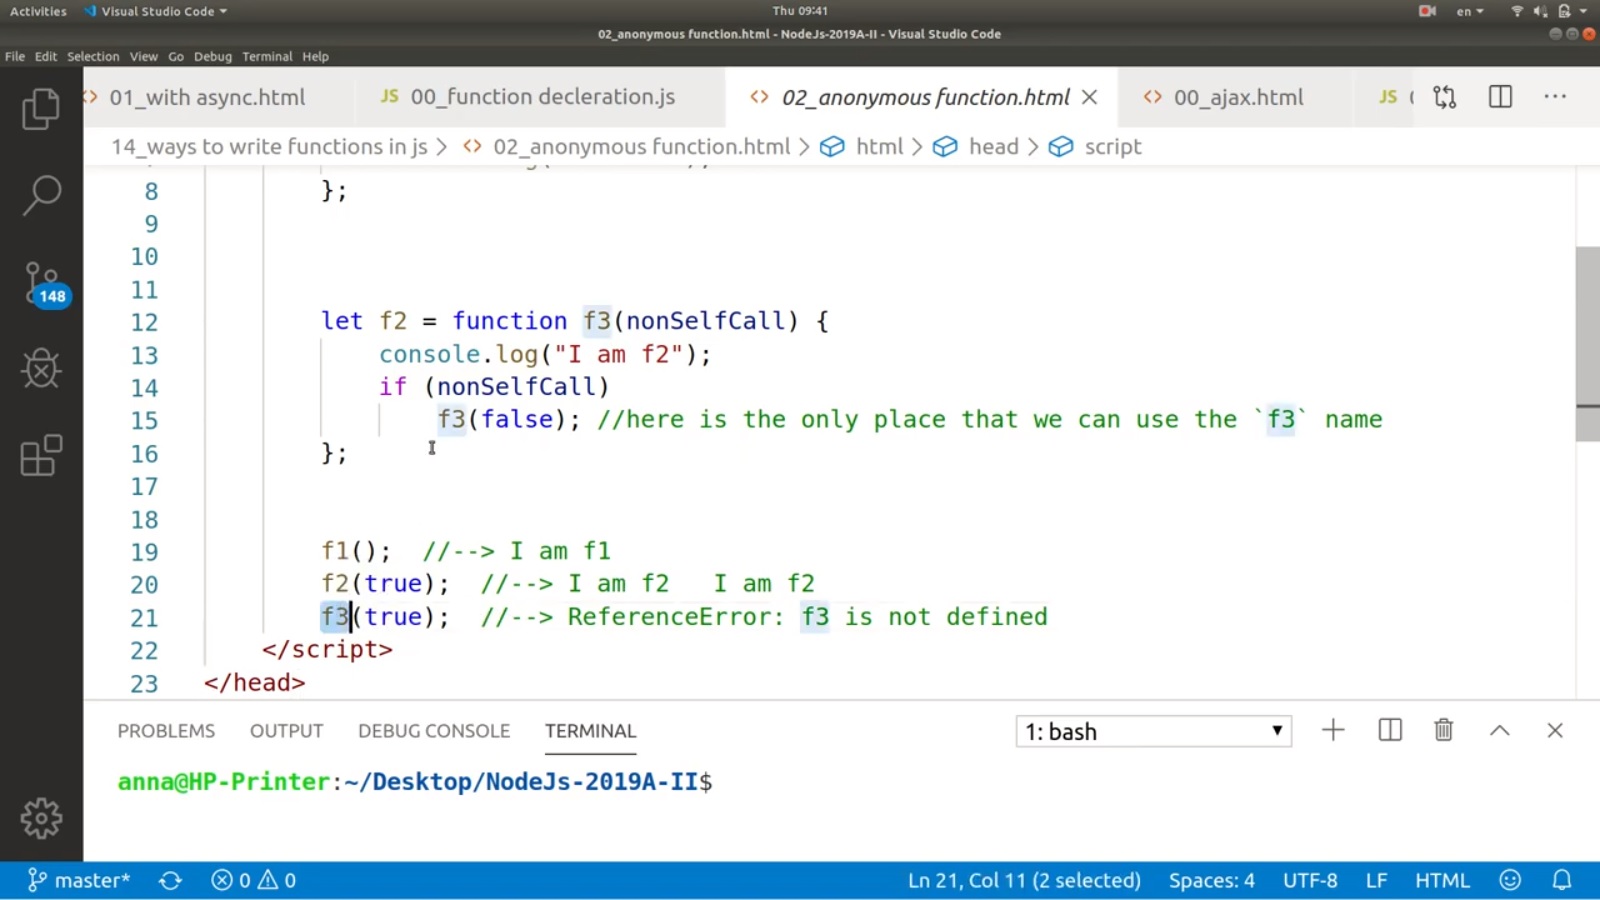 Activities Visual Studio Code Thu 09:41 en
02_anonymous function.html - NodeJs-2019A-II - Visual Studio Code
File Edit Selection View Go Debug Terminal Help
01_with async.html JS 00_function decleration.js 02_anonymous function.html 00_ajax.html JS
14_ways to write functions in js > 02_anonymous function.html > html > head > script
8 };
9
10
11
12 let f2 = function f3(nonSelfCall) {
13 console.log("I am f2");
14 if (nonSelfCall)
15 f3(false); //here is the only place that we can use the `f3` name
16 };
17
18
19 f1(); //--> I am f1
20 f2(true); //--> I am f2 I am f2
21 f3(true); //--> ReferenceError: f3 is not defined
22 </script>
23 </head>
148
PROBLEMS OUTPUT DEBUG CONSOLE TERMINAL 1: bash
anna@HP-Printer:~/Desktop/NodeJs-2019A-II$
master* 0 0 Ln 21, Col 11 (2 selected) Spaces: 4 UTF-8 LF HTML